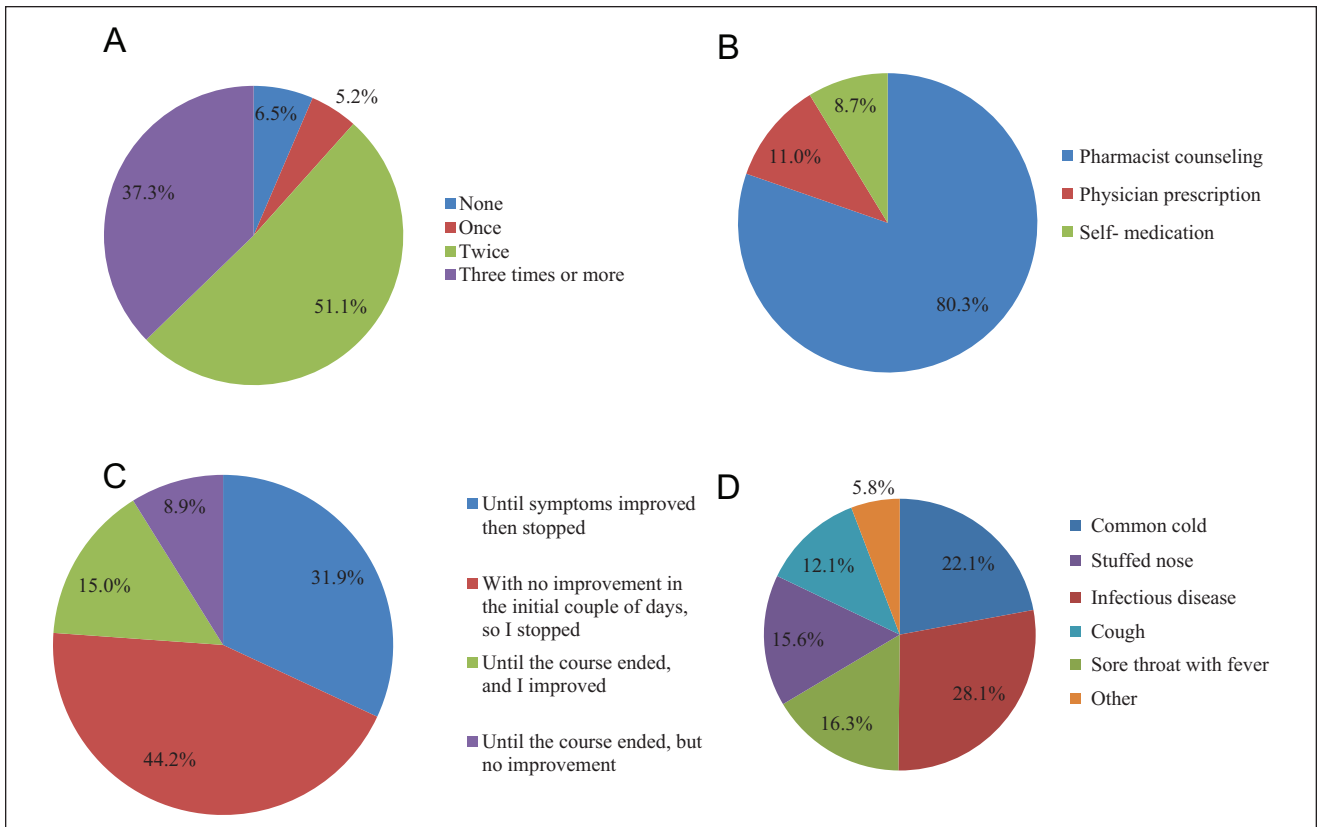 A
6.5%
5.2%
37.3%
51.1%
None
Once
Twice
Three times or more
B
8.7%
11.0%
80.3%
Pharmacist counseling
Physician prescription
Self- medication
C
8.9%
31.9%
15.0%
44.2%
Until symptoms improved
then stopped
With no improvement in
the initial couple of days,
so I stopped
Until the course ended,
and I improved
Until the course ended, but
no improvement
D
5.8%
22.1%
12.1%
15.6%
28.1%
16.3%
Common cold
Stuffed nose
Infectious disease
Cough
Sore throat with fever
Other